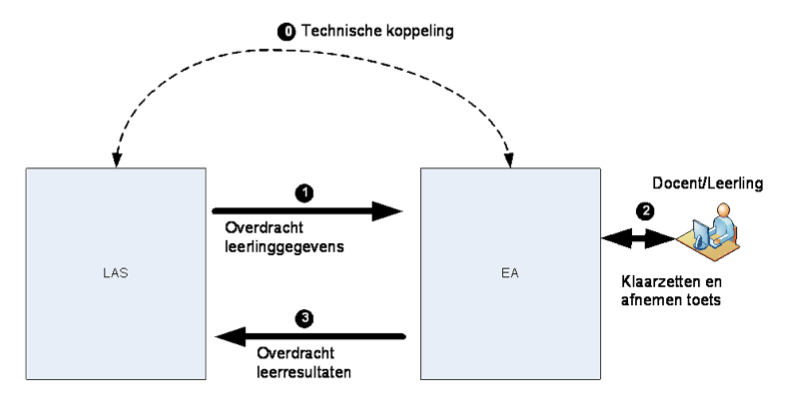 0 Technische koppeling
1
Overdracht
leerlinggegevens
LAS
EA
Docent/Leerling
2
Klaarzetten en
afnemen toets
3
Overdracht
leerresultaten